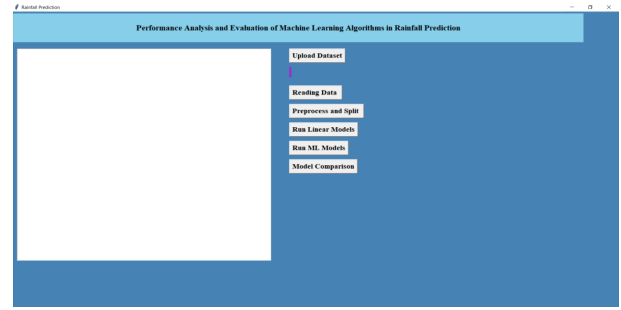 Rainfall Prediction
Performance Analysis and Evaluation of Machine Learning Algorithms in Rainfall Prediction
Upload Dataset
Reading Data
Preprocess and Split
Run Linear Models
Run ML Models
Model Comparison